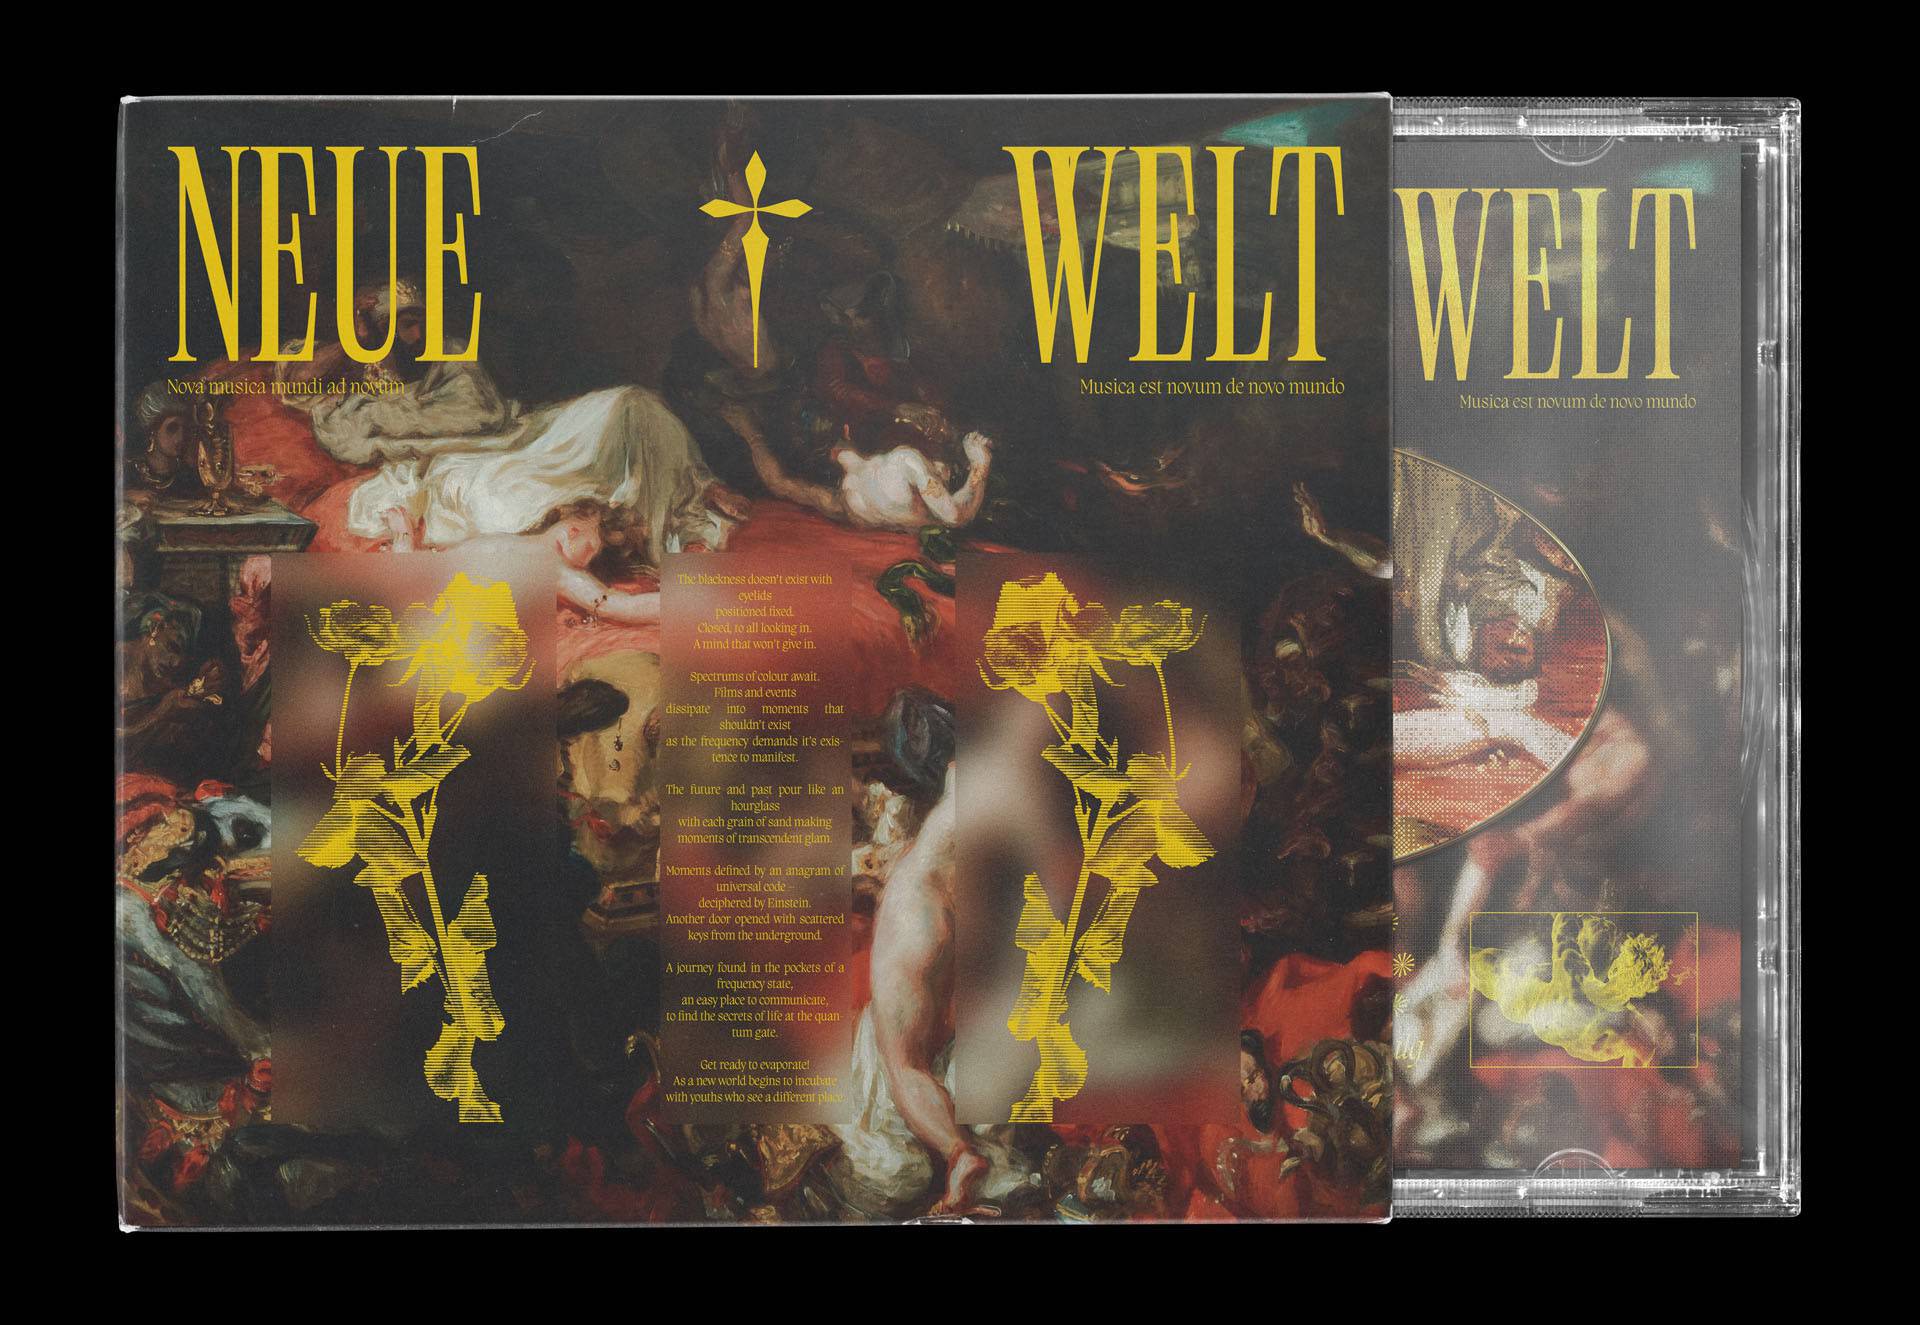 NEUE
WELT
Nova musica mundi ad novum
Musica est novum de novo mundo
The blackness doesn't exist with
eyelids
positioned fixed.
Closed, to all looking in.
A mind that won't give in.
Spectrums of colour await.
Films and events
dissipate into moments that
shouldn't exist
as the frequency demands it's exis-
tence to manifest.
The future and past pour like an
hourglass
with each grain of sand making
moments of transcendent glam.
Moments defined by an anagram of
universal code –
deciphered by Einstein.
Another door opened with scattered
keys from the underground.
A journey found in the pockets of a
frequency state,
an easy place to communicate,
to find the secrets of life at the quan-
tum gate.
Get ready to evaporate!
As a new world begins to incubate
with youths who see a different place.
WELT
Musica est novum de novo mundo